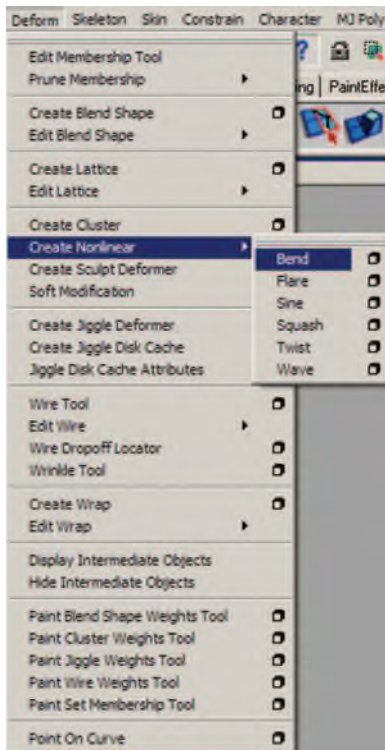 Deform Skeleton Skin Constrain Character MJ Poly
Edit Membership Tool
Prune Membership
ing PaintEffe
Create Blend Shape
Edit Blend Shape
Create Lattice
Edit Lattice
Create Cluster
Create Nonlinear
Bend
Create Sculpt Deformer
Flare
Soft Modification
Sine
Create Jiggle Deformer
Squash
Create Jiggle Disk Cache
Twist
Jiggle Disk Cache Attributes
Wave
Wire Tool
Edit Wire
Wire Dropoff Locator
Wrinkle Tool
Create Wrap
Edit Wrap
Display Intermediate Objects
Hide Intermediate Objects
Paint Blend Shape Weights Tool
Paint Cluster Weights Tool
Paint Jiggle Weights Tool
Paint Wire Weights Tool
Paint Set Membership Tool
Point On Curve